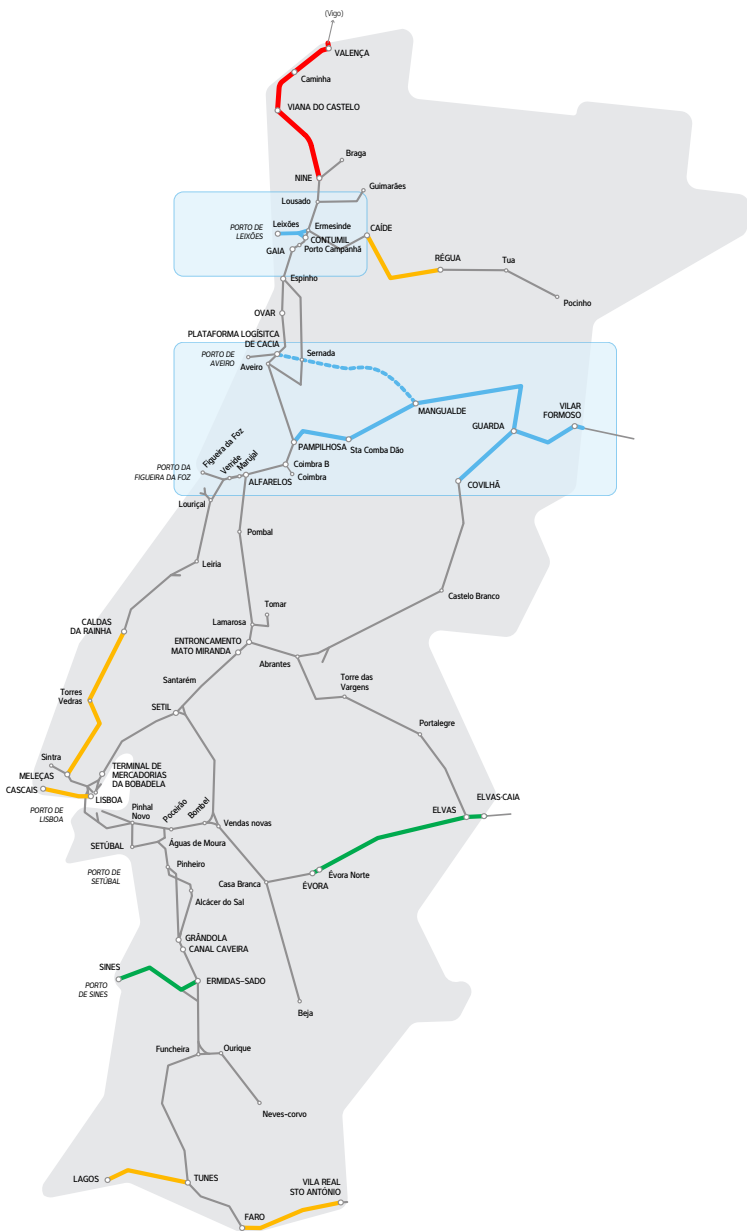 (Vigo)
VALENÇA
Caminha
VIANA DO CASTELO
Braga
NINE
Guimarães
Lousado
PORTO DE
LEIXÕES
Leixões
Ermesinde
CAÍDE
CONTUMIL
GAIA
Porto Campanhã
RÉGUA
Tua
Espinho
Pocinho
OVAR
PLATAFORMA LOGÍSITCA
DE CACIA
PORTO DE
AVEIRO
Sernada
Aveiro
MANGUALDE
VILAR
FORMOSO
GUARDA
PAMPILHOSA
Sta Comba Dão
Figueira da Foz
Verride
Marujal
PORTO DA
FIGUEIRA DA FOZ
Coimbra B
Coimbra
ALFARELOS
COVILHÃ
Louriçal
Pombal
Leiria
Castelo Branco
Tomar
Lamarosa
CALDAS
DA RAINHA
ENTRONCAMENTO
MATO MIRANDA
Abrantes
Santarém
Torre das
Vargens
Torres
Vedras
SETIL
Portalegre
Sintra
MELEÇAS
TERMINAL DE
MERCADORIAS
DA BOBADELA
CASCAIS
LISBOA
ELVAS-CAIA
PORTO DE
LISBOA
Pinhal
Novo
Poceirão
Bombel
ELVAS
Vendas novas
SETÚBAL
Águas de Moura
PORTO DE
SETÚBAL
Pinheiro
Évora Norte
Casa Branca
ÉVORA
Alcácer do Sal
GRÂNDOLA
CANAL CAVEIRA
SINES
ERMIDAS-SADO
PORTO
DE SINES
Beja
Funcheira
Ourique
Neves-corvo
LAGOS
TUNES
VILA REAL
STO ANTÓNIO
FARO